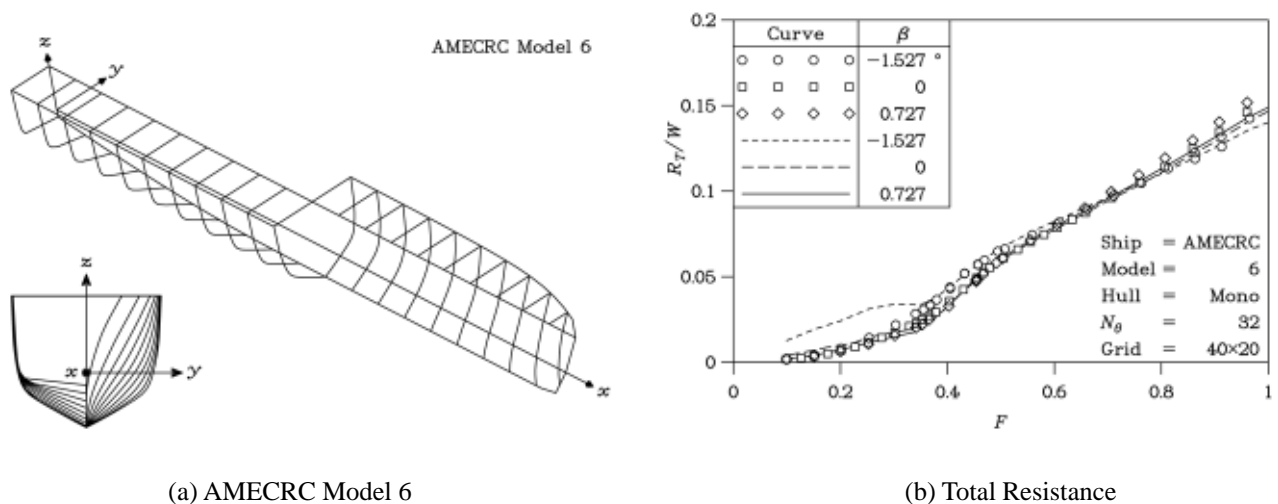 AMECRC Model 6
z
y
x
z
x
y
(a) AMECRC Model 6
0.2
0.15
0.1
0.05
0
R_T/W
Curve β
−1.527 °
0
0.727
−1.527
0
0.727
Ship = AMECRC
Model = 6
Hull = Mono
N_θ = 32
Grid = 40×20
0 0.2 0.4 0.6 0.8 1
F
(b) Total Resistance